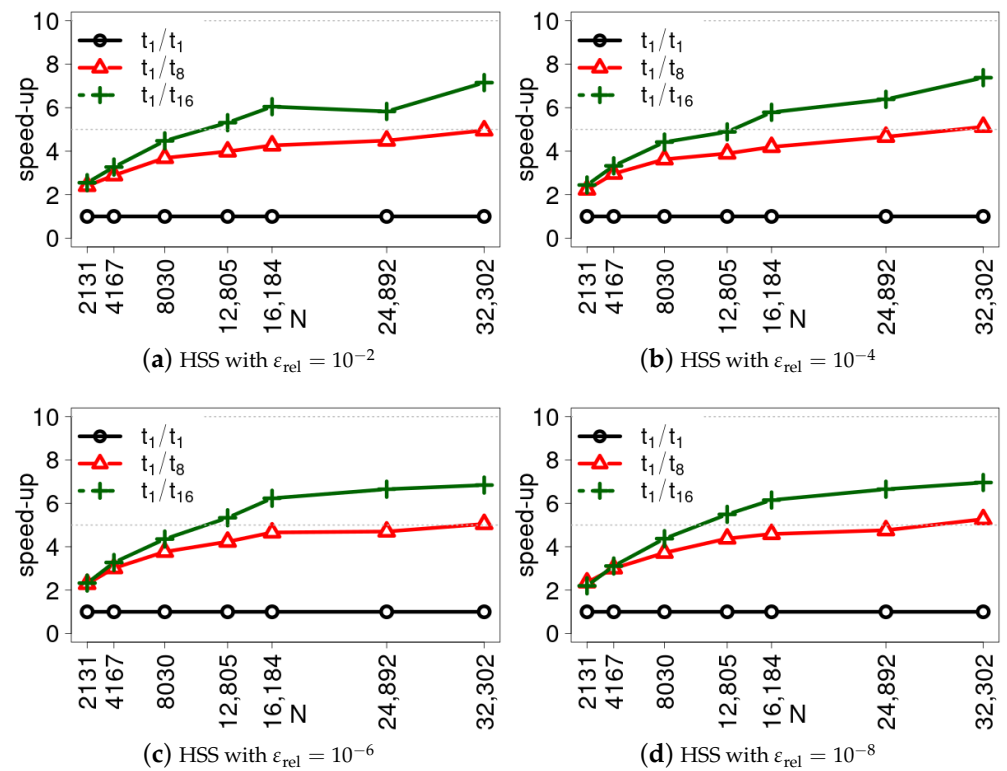 speed-up
10
8
6
4
2
0
t₁/t₁
t₁/t₈
t₁/t₁₆
2131
4167
8030
12,805
16,184
24,892
32,302
N
(a) HSS with ε_rel = 10⁻²
speed-up
10
8
6
4
2
0
t₁/t₁
t₁/t₈
t₁/t₁₆
2131
4167
8030
12,805
16,184
24,892
32,302
N
(b) HSS with ε_rel = 10⁻⁴
speed-up
10
8
6
4
2
0
t₁/t₁
t₁/t₈
t₁/t₁₆
2131
4167
8030
12,805
16,184
24,892
32,302
N
(c) HSS with ε_rel = 10⁻⁶
speed-up
10
8
6
4
2
0
t₁/t₁
t₁/t₈
t₁/t₁₆
2131
4167
8030
12,805
16,184
24,892
32,302
N
(d) HSS with ε_rel = 10⁻⁸